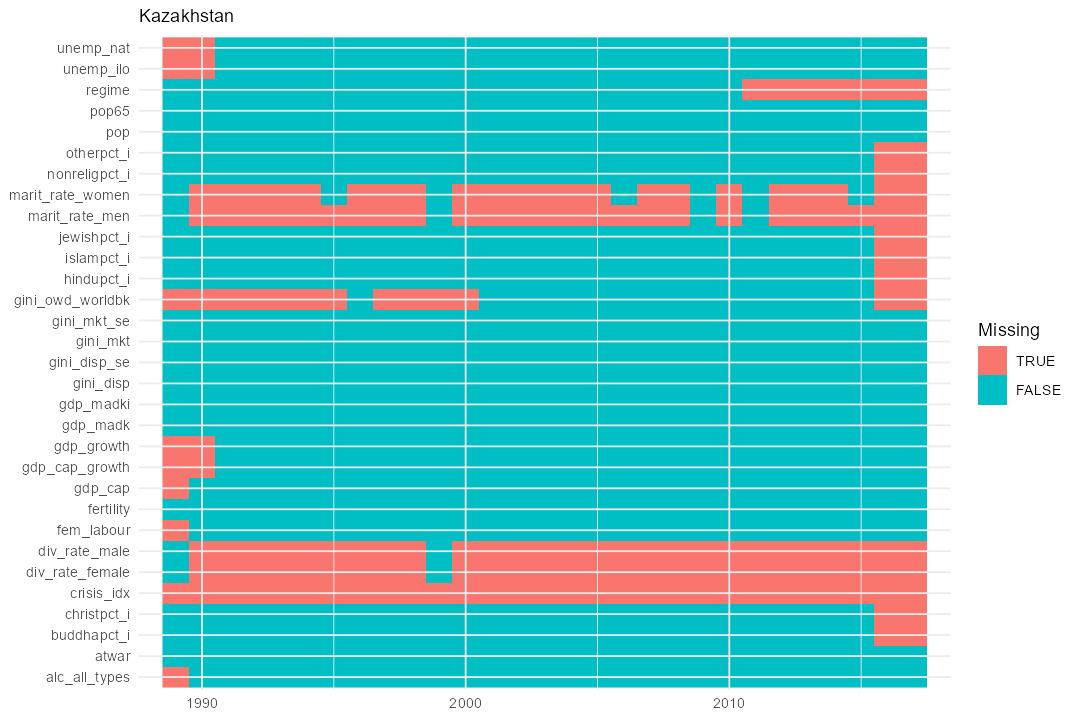 Kazakhstan
unemp_nat
unemp_ilo
regime
pop65
pop
otherpct_i
nonreligpct_i
marit_rate_women
marit_rate_men
jewishpct_i
islampct_i
hindupct_i
gini_owd_worldbk
gini_mkt_se
gini_mkt
gini_disp_se
gini_disp
gdp_madki
gdp_madk
gdp_growth
gdp_cap_growth
gdp_cap
fertility
fem_labour
div_rate_male
div_rate_female
crisis_idx
christpct_i
buddhapct_i
atwar
alc_all_types
1990
2000
2010
Missing
TRUE
FALSE